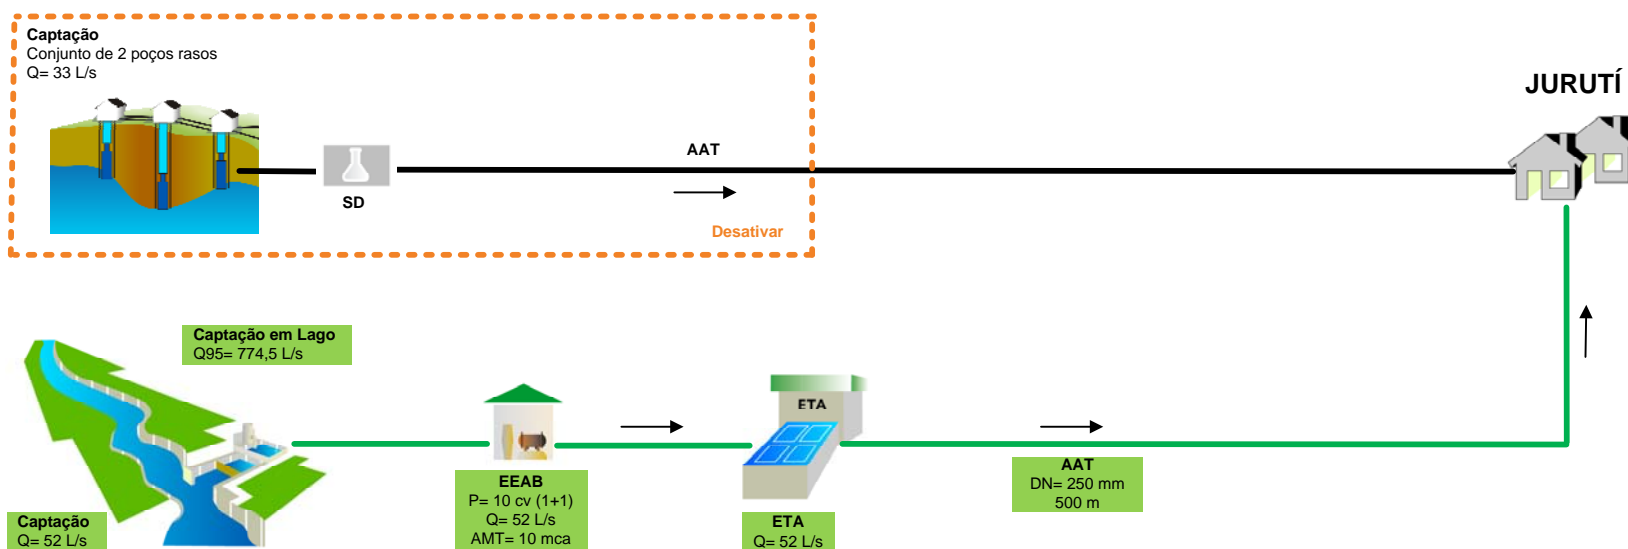 Captação
Conjunto de 2 poços rasos
Q= 33 L/s
JURUTÍ
AAT
SD
Desativar
Captação em Lago
Q95= 774,5 L/s
ETA
EEAB
P= 10 cv (1+1)
Q= 52 L/s
AMT= 10 mca
AAT
DN= 250 mm
500 m
Captação
Q= 52 L/s
ETA
Q= 52 L/s